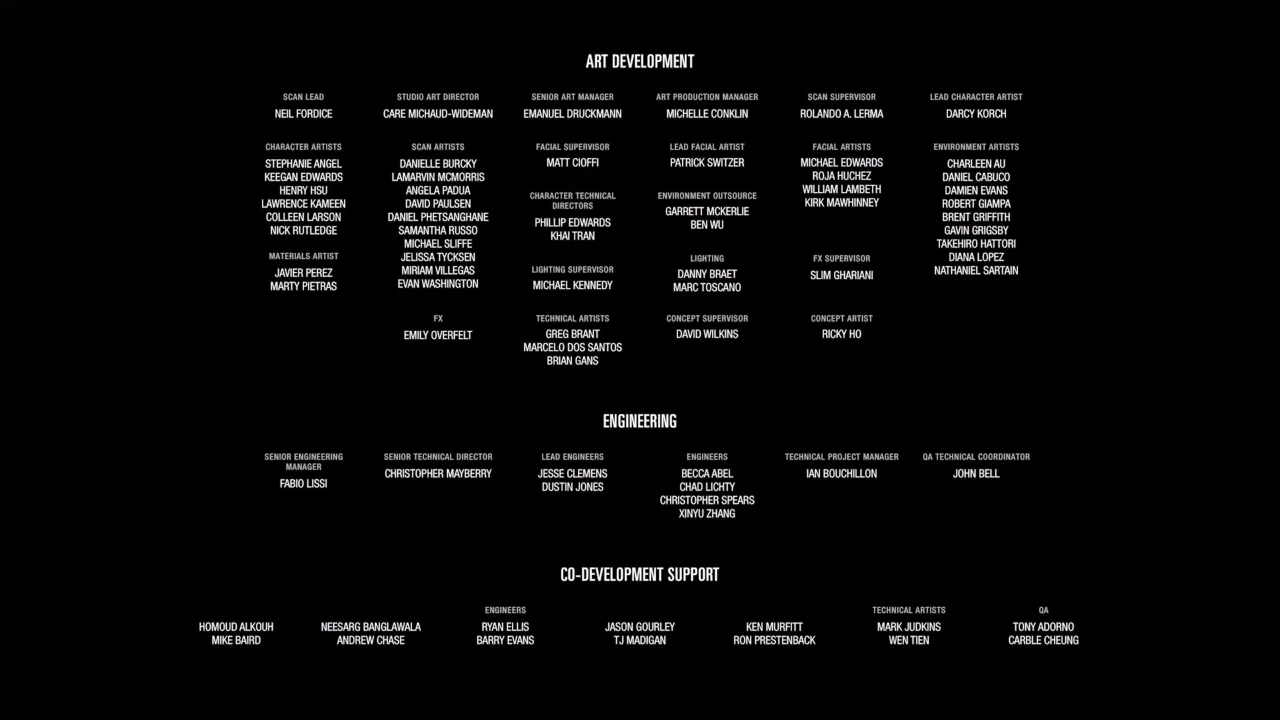 ART DEVELOPMENT
SCAN LEAD
NEIL FORDICE
STUDIO ART DIRECTOR
CARE MICHAUD-WIDEMAN
SENIOR ART MANAGER
EMANUEL DRUCKMANN
ART PRODUCTION MANAGER
MICHELLE CONKLIN
SCAN SUPERVISOR
ROLANDO A. LERMA
LEAD CHARACTER ARTIST
DARCY KORCH
CHARACTER ARTISTS
STEPHANIE ANGEL
KEEGAN EDWARDS
HENRY HSU
LAWRENCE KAMEEN
COLLEEN LARSON
NICK RUTLEDGE
MATERIALS ARTIST
JAVIER PEREZ
MARTY PIETRAS
SCAN ARTISTS
DANIELLE BURCKY
LAMARVIN MCMORRIS
ANGELA PADUA
DAVID PAULSEN
DANIEL PHETSANGHANE
SAMANTHA RUSSO
MICHAEL SLIFFE
JELISSA TYCKSEN
MIRIAM VILLEGAS
EVAN WASHINGTON
FX
EMILY OVERFELT
FACIAL SUPERVISOR
MATT CIOFFI
CHARACTER TECHNICAL
DIRECTORS
PHILLIP EDWARDS
KHAI TRAN
LIGHTING SUPERVISOR
MICHAEL KENNEDY
TECHNICAL ARTISTS
GREG BRANT
MARCELO DOS SANTOS
BRIAN GANS
LEAD FACIAL ARTIST
PATRICK SWITZER
ENVIRONMENT OUTSOURCE
GARRETT MCKERLIE
BEN WU
LIGHTING
DANNY BRAET
MARC TOSCANO
CONCEPT SUPERVISOR
DAVID WILKINS
FACIAL ARTISTS
MICHAEL EDWARDS
ROJA HUCHEZ
WILLIAM LAMBETH
KIRK MAWHINNEY
FX SUPERVISOR
SLIM GHARIANI
CONCEPT ARTIST
RICKY HO
ENVIRONMENT ARTISTS
CHARLEEN AU
DANIEL CABUCO
DAMIEN EVANS
ROBERT GIAMPA
BRENT GRIFFITH
GAVIN GRIGSBY
TAKEHIRO HATTORI
DIANA LOPEZ
NATHANIEL SARTAIN
ENGINEERING
SENIOR ENGINEERING
MANAGER
FABIO LISSI
SENIOR TECHNICAL DIRECTOR
CHRISTOPHER MAYBERRY
LEAD ENGINEERS
JESSE CLEMENS
DUSTIN JONES
ENGINEERS
BECCA ABEL
CHAD LICHTY
CHRISTOPHER SPEARS
XINYU ZHANG
TECHNICAL PROJECT MANAGER
IAN BOUCHILLON
QA TECHNICAL COORDINATOR
JOHN BELL
CO-DEVELOPMENT SUPPORT
HOMOUD ALKOUH
MIKE BAIRD
NEESARG BANGLAWALA
ANDREW CHASE
ENGINEERS
RYAN ELLIS
BARRY EVANS
JASON GOURLEY
TJ MADIGAN
KEN MURFITT
RON PRESTENBACK
TECHNICAL ARTISTS
MARK JUDKINS
WEN TIEN
QA
TONY ADORNO
CARBLE CHEUNG